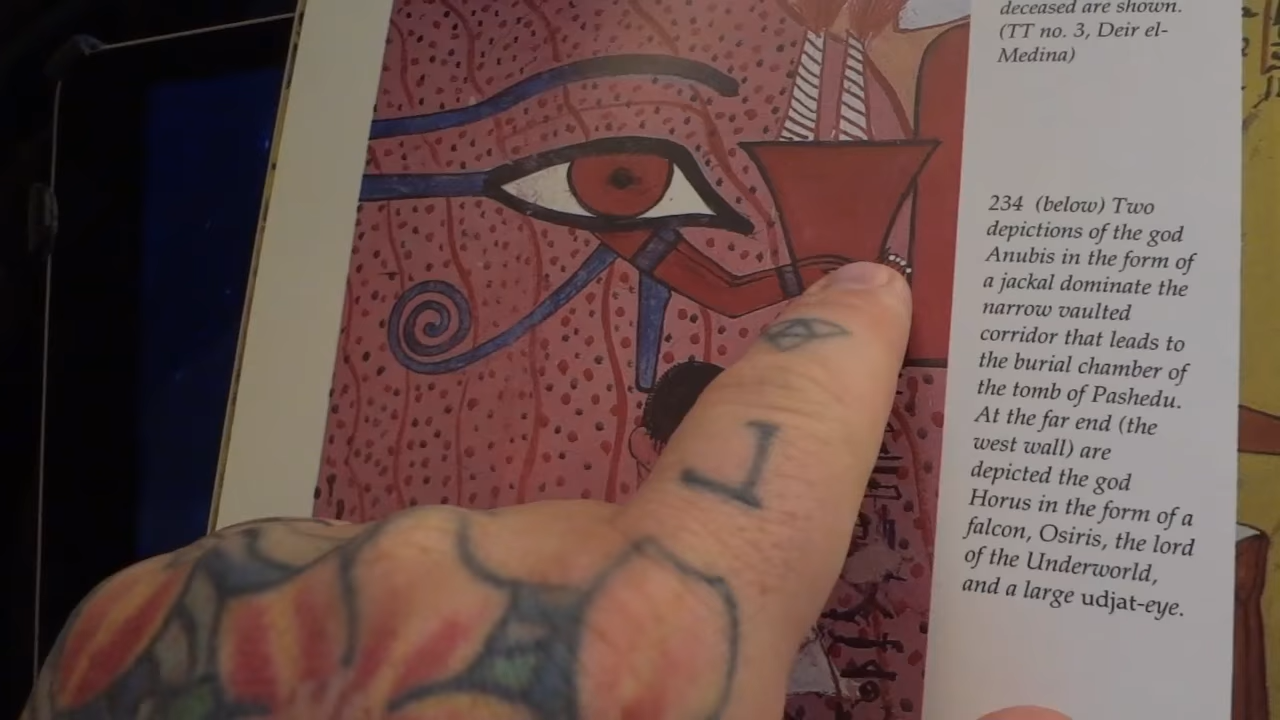 deceased are shown.
(TT no. 3, Deir el-
Medina)
234 (below) Two
depictions of the god
Anubis in the form of
a jackal dominate the
narrow vaulted
corridor that leads to
the burial chamber of
the tomb of Pashedu.
At the far end (the
west wall) are
depicted the god
Horus in the form of a
falcon, Osiris, the lord
of the Underworld,
and a large udjat-eye.